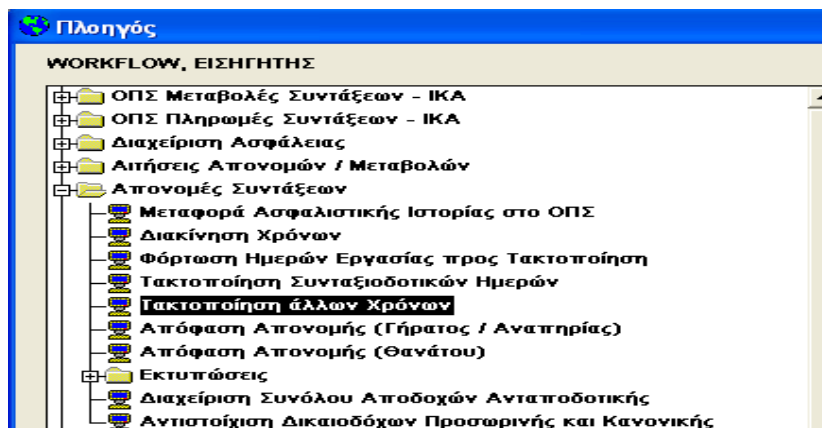 Πλοηγός
WORKFLOW, ΕΙΣΗΓΗΤΗΣ
ΟΠΣ Μεταβολές Συντάξεων - ΙΚΑ
ΟΠΣ Πληρωμές Συντάξεων - ΙΚΑ
Διαχείριση Ασφάλειας
Αιτήσεις Απονομών / Μεταβολών
Απονομές Συντάξεων
Μεταφορά Ασφαλιστικής Ιστορίας στο ΟΠΣ
Διακίνηση Χρόνων
Φόρτωση Ημερών Εργασίας προς Τακτοποίηση
Τακτοποίηση Συνταξιοδοτικών Ημερών
Τακτοποίηση άλλων Χρόνων
Απόφαση Απονομής (Γήρατος / Αναπηρίας)
Απόφαση Απονομής (Θανάτου)
Εκτυπώσεις
Διαχείριση Συνόλου Αποδοχών Ανταποδοτικής
Αντιστοίχιση Δικαιοδόχων Προσωρινής και Κανονικής